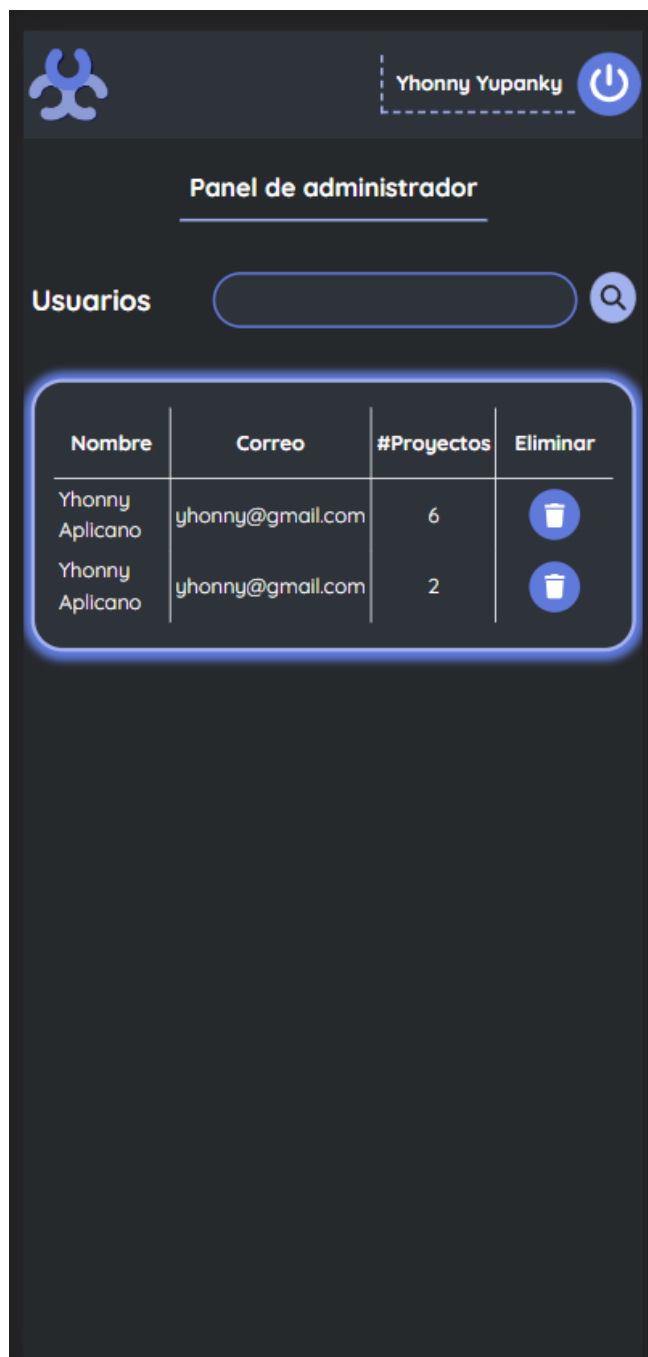 Yhonny Yupanky
Panel de administrador
Usuarios
Nombre Correo #Proyectos Eliminar
Yhonny
Aplicano yhonny@gmail.com 6
Yhonny
Aplicano yhonny@gmail.com 2